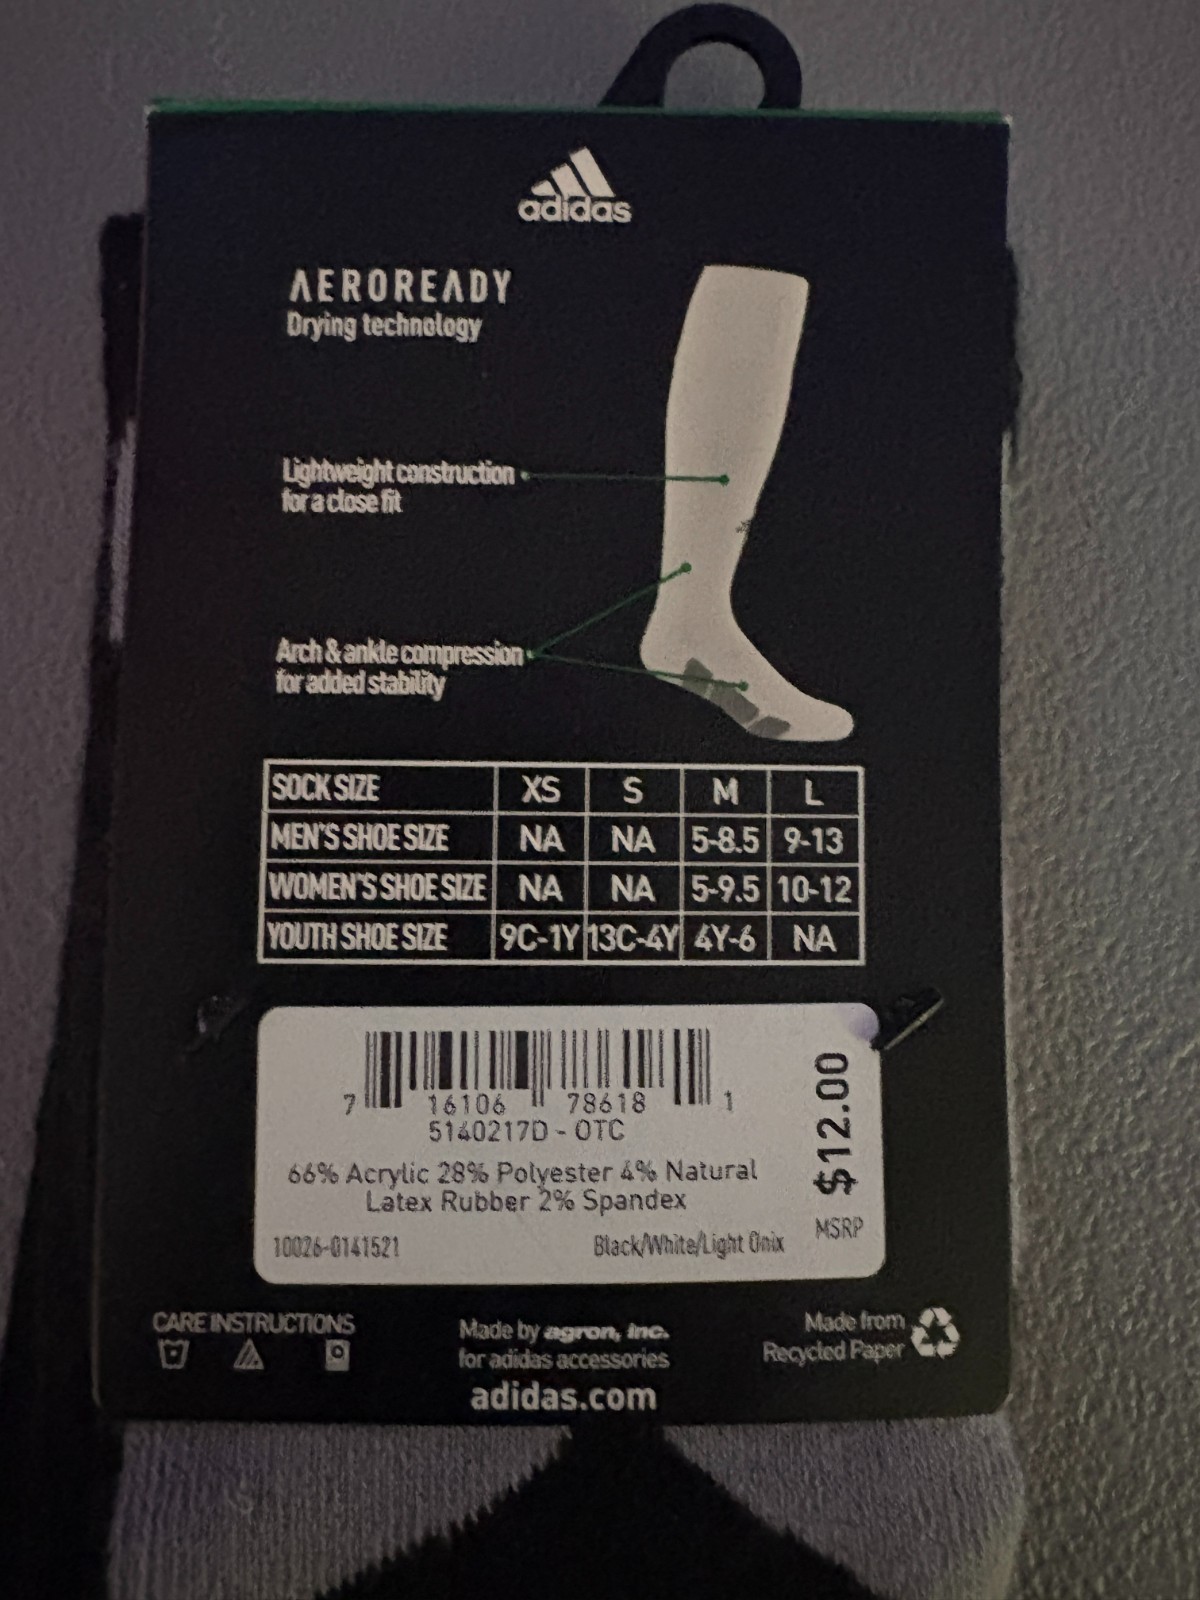 adidas
AEROREADY
Drying technology
Lightweight construction
for a close fit
Arch & ankle compression
for added stability
SOCK SIZE XS S M L
MEN'S SHOE SIZE NA NA 5-8.5 9-13
WOMEN'S SHOE SIZE NA NA 5-9.5 10-12
YOUTH SHOE SIZE 9C-1Y 13C-4Y 4Y-6 NA
7 16106 78618 1
5140217D - OTC
66% Acrylic 28% Polyester 4% Natural
Latex Rubber 2% Spandex
10026-0141521 Black/White/Light Onix
$12.00
MSRP
CARE INSTRUCTIONS
Made by agron, inc.
for adidas accessories
adidas.com
Made from
Recycled Paper